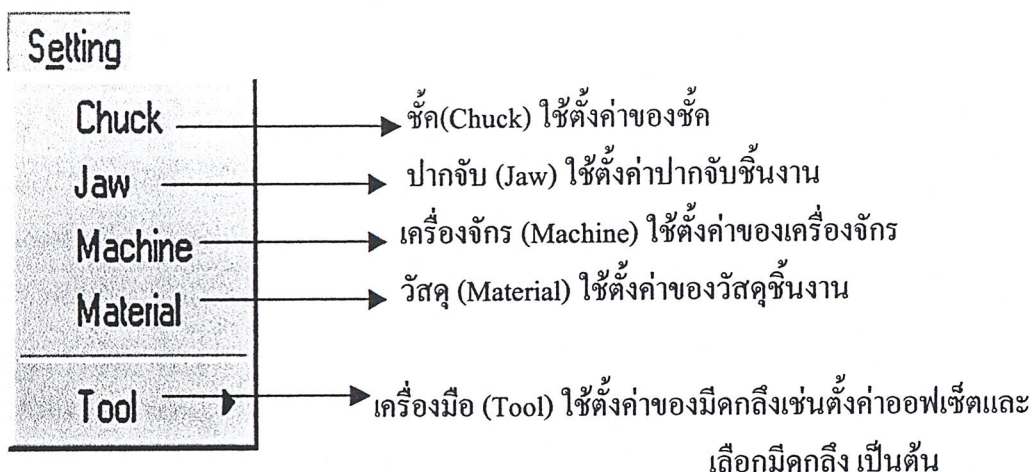 Setting
Chuck ชั้ค(Chuck) ใช้ตั้งค่าของชั้ค
Jaw ปากจับ (Jaw) ใช้ตั้งค่าปากจับชิ้นงาน
Machine เครื่องจักร (Machine) ใช้ตั้งค่าของเครื่องจักร
Material วัสดุ (Material) ใช้ตั้งค่าของวัสดุชิ้นงาน
Tool เครื่องมือ (Tool) ใช้ตั้งค่าของมีดกลึงเช่นตั้งค่าออฟเซ็ตและ
เลือกมีดกลึง เป็นต้น